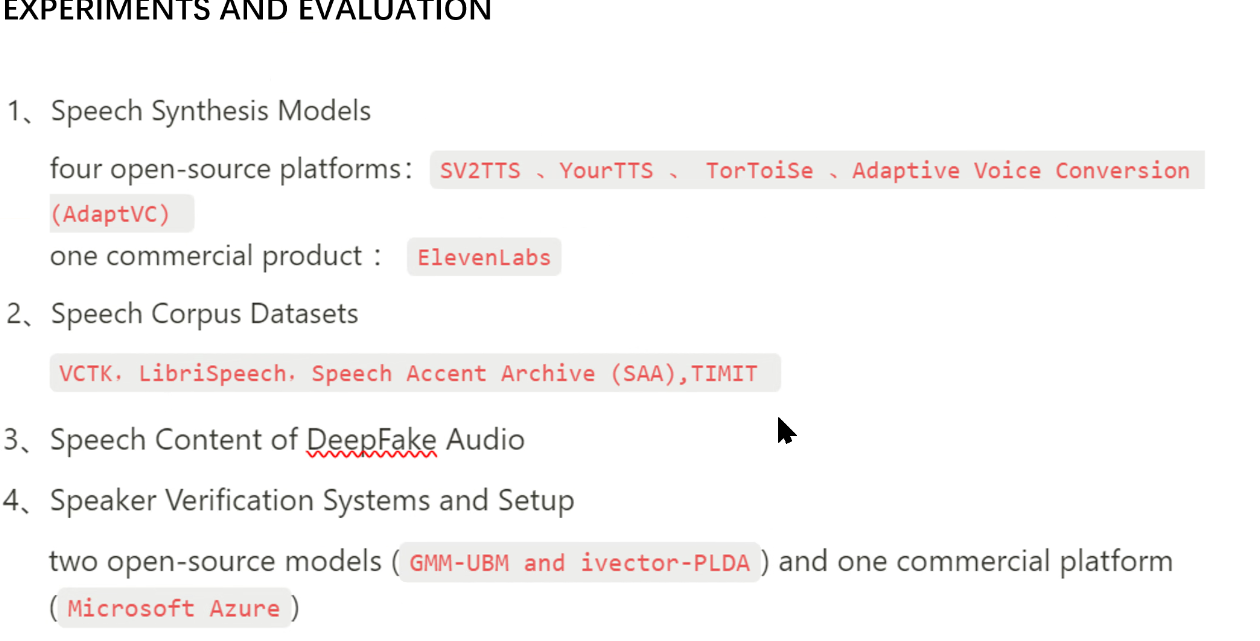 EXPERIMENTS AND EVALUATION
1、Speech Synthesis Models
four open-source platforms： SV2TTS 、YourTTS 、 TorToiSe 、Adaptive Voice Conversion
(AdaptVC)
one commercial product ： ElevenLabs
2、Speech Corpus Datasets
VCTK，LibriSpeech，Speech Accent Archive (SAA),TIMIT
3、Speech Content of DeepFake Audio
4、Speaker Verification Systems and Setup
two open-source models ( GMM-UBM and ivector-PLDA ) and one commercial platform
( Microsoft Azure )